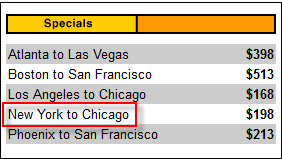 Specials
Atlanta to Las Vegas $398
Boston to San Francisco $513
Los Angeles to Chicago $168
New York to Chicago $198
Phoenix to San Francisco $213